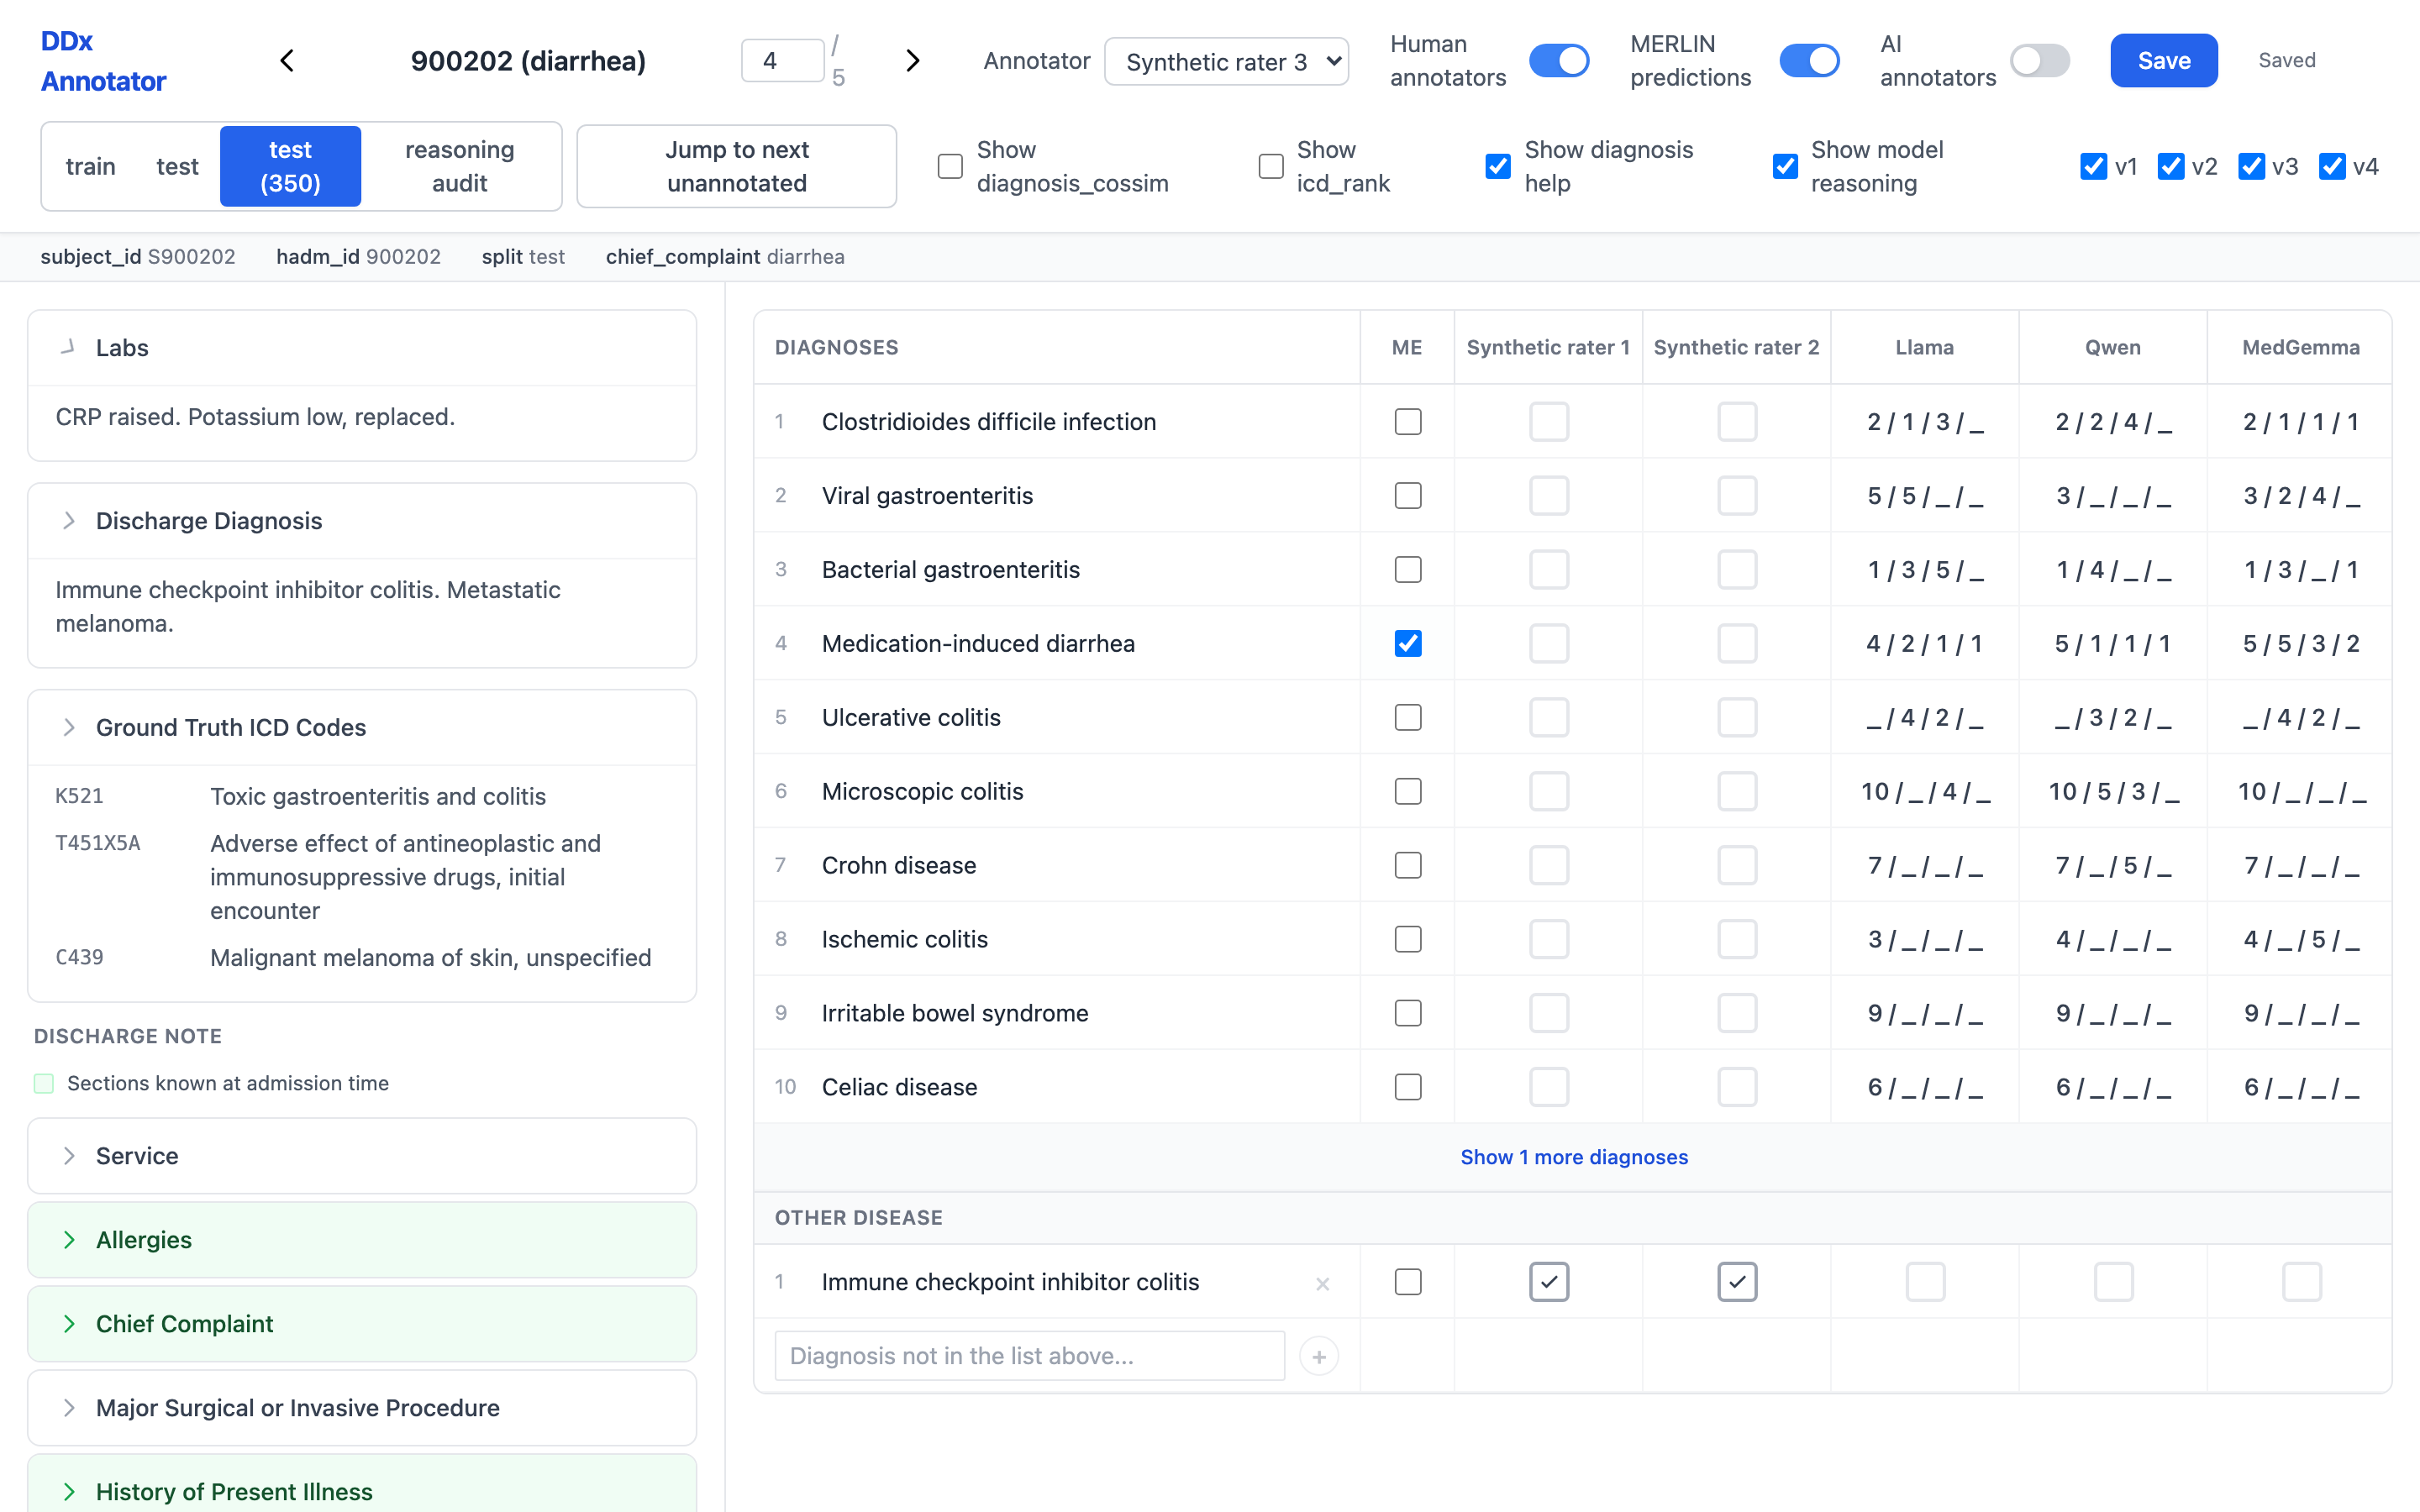 DDx
Annotator
900202 (diarrhea)
4
/
5
Annotator
Synthetic rater 3
Human
annotators
MERLIN
predictions
AI
annotators
Save
Saved
train
test
test
(350)
reasoning
audit
Jump to next
unannotated
Show
diagnosis_cossim
Show
icd_rank
Show diagnosis
help
Show model
reasoning
v1
v2
v3
v4
subject_id S900202
hadm_id 900202
split test
chief_complaint diarrhea
Labs
CRP raised. Potassium low, replaced.
Discharge Diagnosis
Immune checkpoint inhibitor colitis. Metastatic
melanoma.
Ground Truth ICD Codes
K521 Toxic gastroenteritis and colitis
T451X5A Adverse effect of antineoplastic and
immunosuppressive drugs, initial
encounter
C439 Malignant melanoma of skin, unspecified
DISCHARGE NOTE
Sections known at admission time
Service
Allergies
Chief Complaint
Major Surgical or Invasive Procedure
History of Present Illness
DIAGNOSES ME Synthetic rater 1 Synthetic rater 2 Llama Qwen MedGemma
1 Clostridioides difficile infection 2 / 1 / 3 / _ 2 / 2 / 4 / _ 2 / 1 / 1 / 1
2 Viral gastroenteritis 5 / 5 / _ / _ 3 / _ / _ / _ 3 / 2 / 4 / _
3 Bacterial gastroenteritis 1 / 3 / 5 / _ 1 / 4 / _ / _ 1 / 3 / _ / 1
4 Medication-induced diarrhea 4 / 2 / 1 / 1 5 / 1 / 1 / 1 5 / 5 / 3 / 2
5 Ulcerative colitis _ / 4 / 2 / _ _ / 3 / 2 / _ _ / 4 / 2 / _
6 Microscopic colitis 10 / _ / 4 / _ 10 / 5 / 3 / _ 10 / _ / _ / _
7 Crohn disease 7 / _ / _ / _ 7 / _ / 5 / _ 7 / _ / _ / _
8 Ischemic colitis 3 / _ / _ / _ 4 / _ / _ / _ 4 / _ / 5 / _
9 Irritable bowel syndrome 9 / _ / _ / _ 9 / _ / _ / _ 9 / _ / _ / _
10 Celiac disease 6 / _ / _ / _ 6 / _ / _ / _ 6 / _ / _ / _
Show 1 more diagnoses
OTHER DISEASE
1 Immune checkpoint inhibitor colitis ×
Diagnosis not in the list above... +